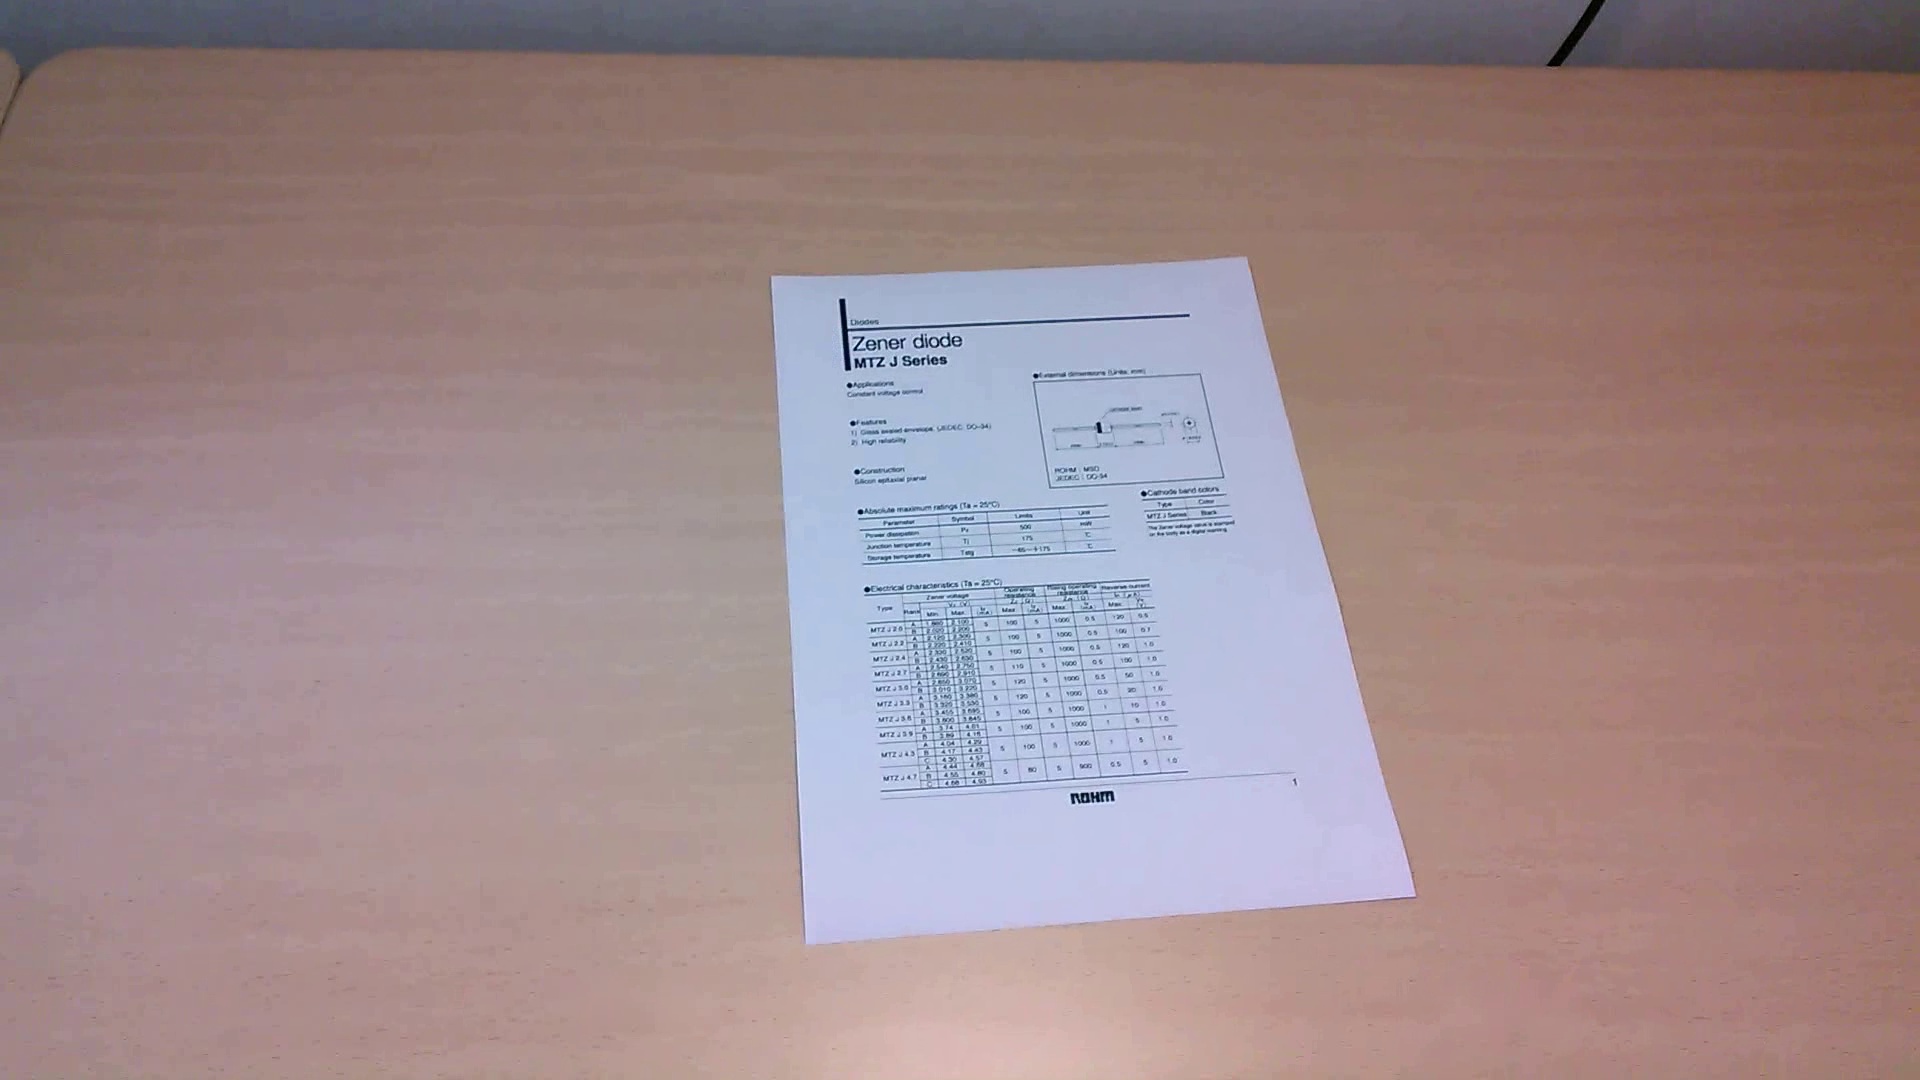 Diodes
Zener diode
MTZ J Series
●Applications
Constant voltage control
●Features
1) Glass sealed envelope. (JEDEC: DO-34)
2) High reliability
●Construction
Silicon epitaxial planar
●External dimensions (Units: mm)
CATHODE BAND
ROHM : MSD
JEDEC : DO-34
●Absolute maximum ratings (Ta = 25°C)
Parameter Symbol Limits Unit
Power dissipation 500 mW
Junction temperature Tj 175 °C
Storage temperature Tstg °C
●Cathode band colors
Type Color
MTZ J Series Black
The Zener voltage value is stamped
on the body as a digital marking.
●Electrical characteristics (Ta = 25°C)
Type Rank Zener voltage Operating resistance Rising operating resistance Reverse current
Min. Max. Max. Max. Max.
MTZ J 2.0 A 1.880 2.100 5 100 5 1000 0.5 120 0.5
B 2.020 2.200
MTZ J 2.2 A 2.120 2.300 5 100 5 1000 0.5 100 0.7
B 2.220 2.410
MTZ J 2.4 A 2.320 2.520 5 100 5 1000 0.5 120 1.0
B 2.430 2.630
MTZ J 2.7 A 2.540 2.750 5 110 5 1000 0.5 100 1.0
B 2.690 2.910
MTZ J 3.0 A 2.850 3.070 5 120 5 1000 0.5 50 1.0
B 3.010 3.220
MTZ J 3.3 A 3.160 3.380 5 120 5 1000 0.5 20 1.0
B 3.320 3.530
MTZ J 3.6 A 3.455 3.695 5 100 5 1000 1 10 1.0
B 3.600 3.845
MTZ J 3.9 A 3.74 4.01 5 100 5 1000 1 5 1.0
B 3.89 4.16
MTZ J 4.3 A 4.04 4.29 5 100 5 1000 1 5 1.0
B 4.17 4.43
C 4.30 4.57
MTZ J 4.7 A 4.44 4.68 5 80 5 900 0.5 5 1.0
B 4.55 4.80
C 4.68 4.93
ROHM
1